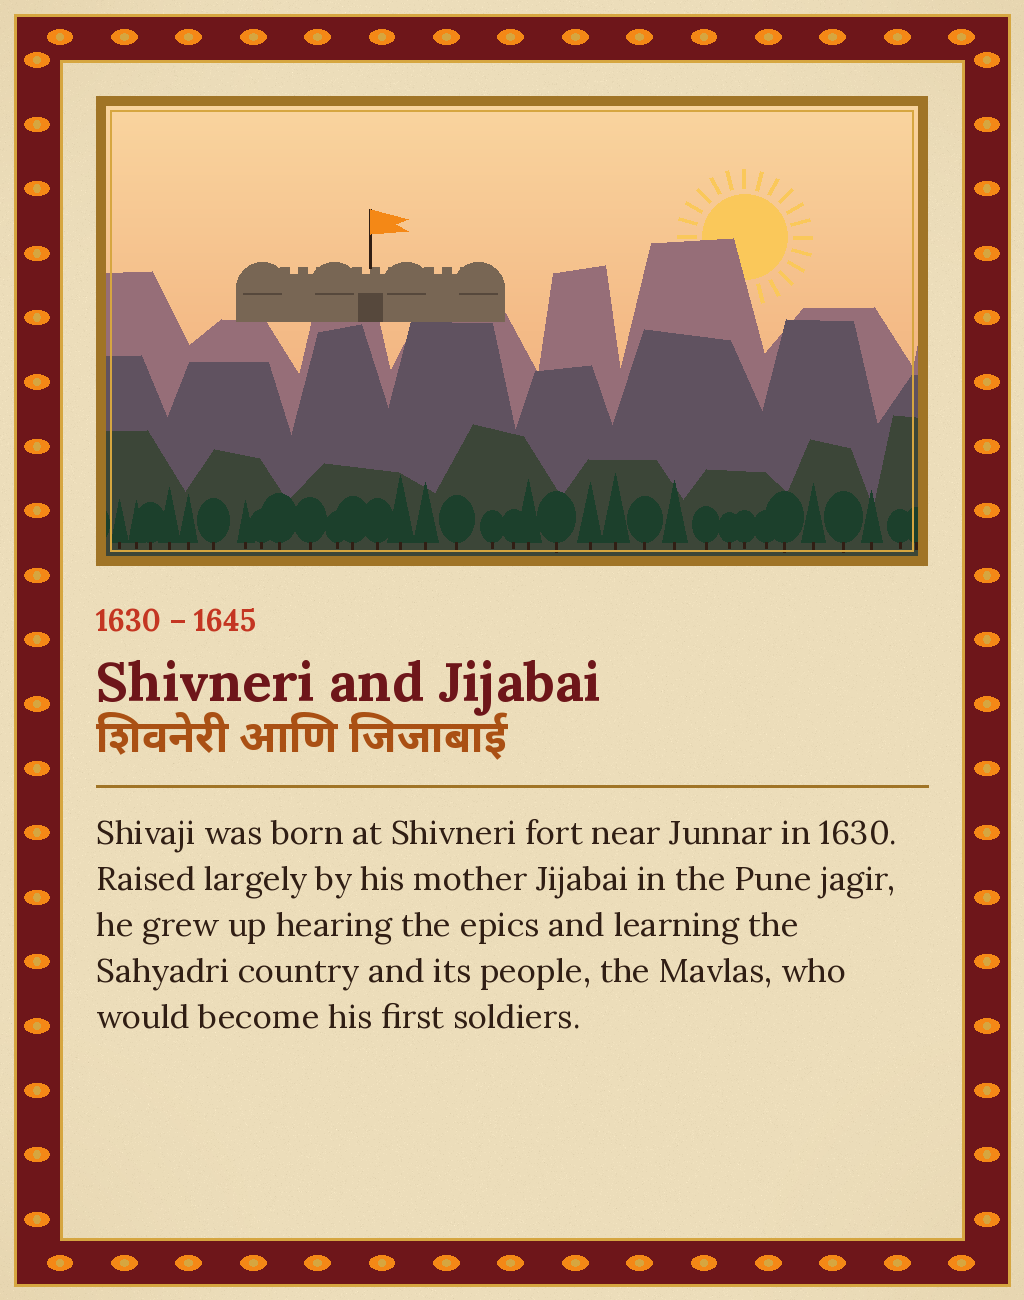 1630 – 1645
Shivneri and Jijabai
शिवनेरी आणि जिजाबाई
Shivaji was born at Shivneri fort near Junnar in 1630.
Raised largely by his mother Jijabai in the Pune jagir,
he grew up hearing the epics and learning the
Sahyadri country and its people, the Mavlas, who
would become his first soldiers.